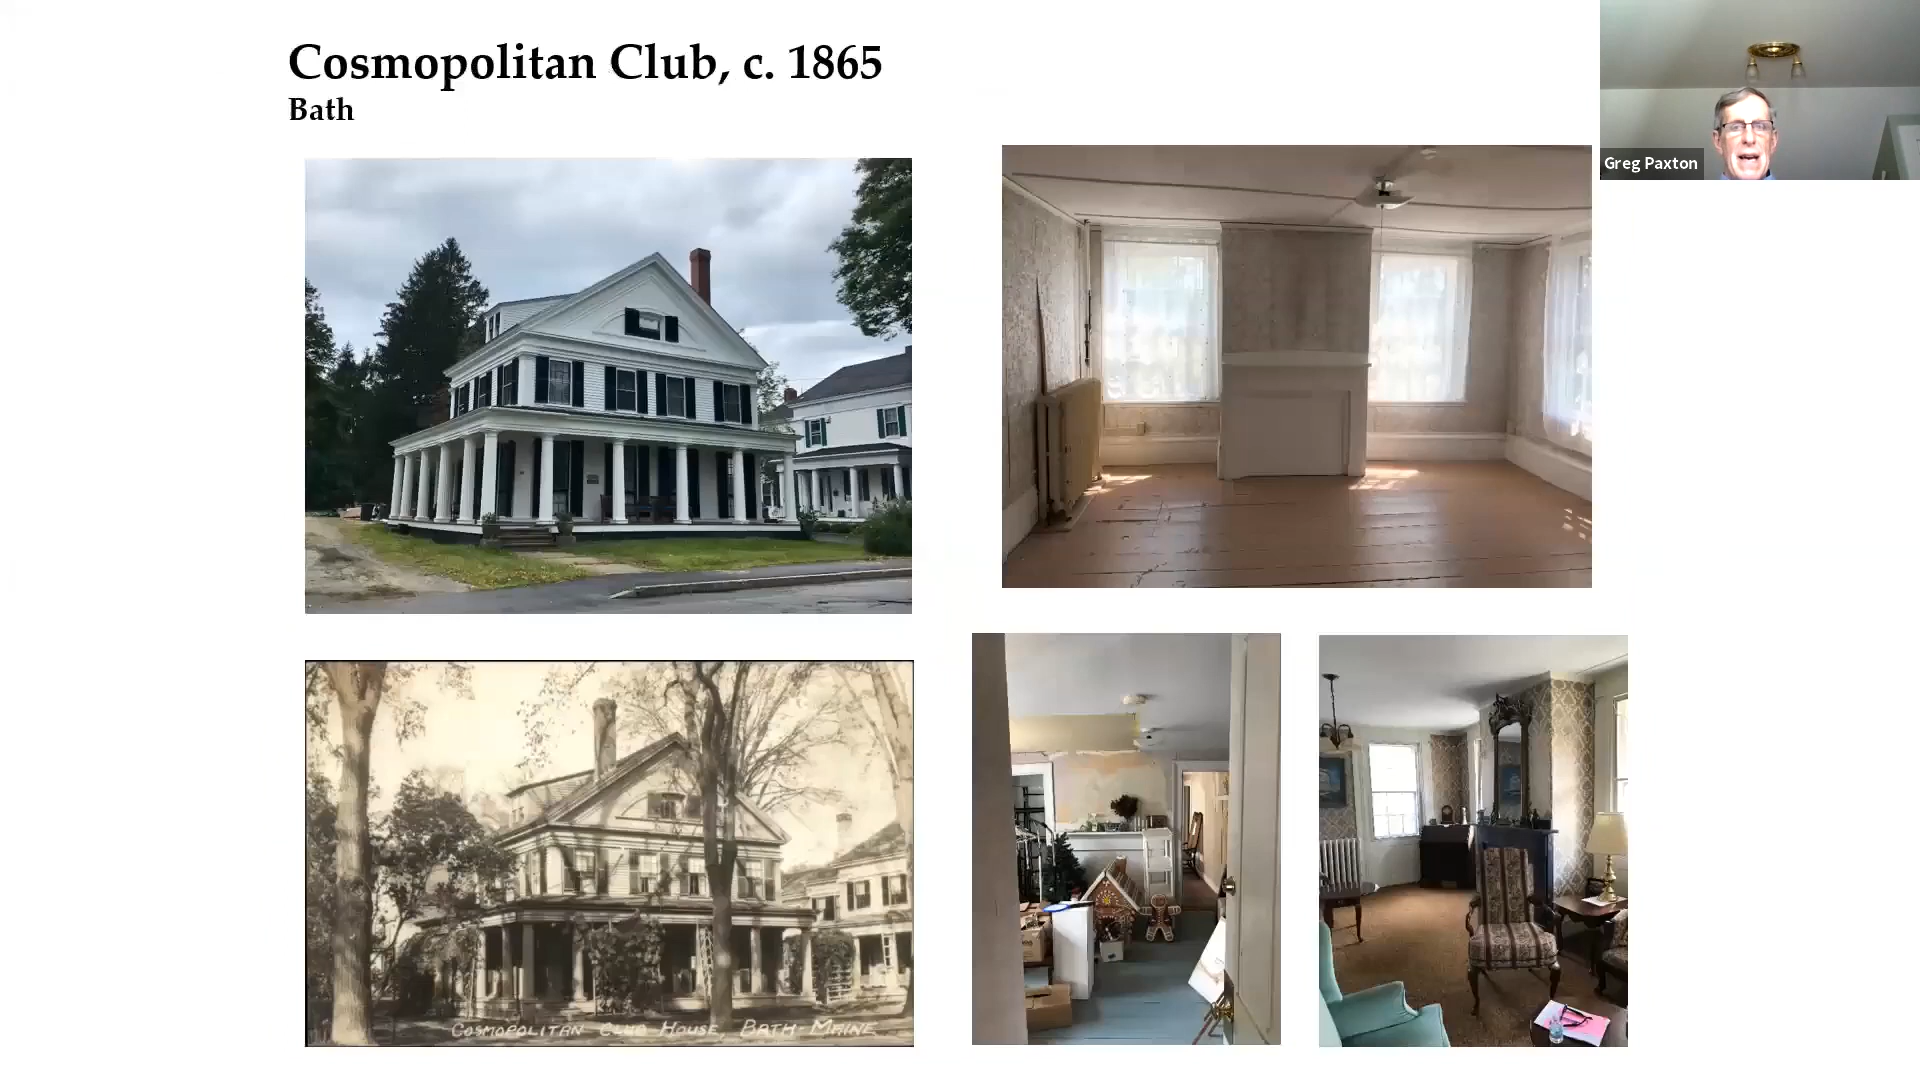 Cosmopolitan Club, c. 1865
Bath
Greg Paxton
COSMOPOLITAN CLUB HOUSE, BATH-MAINE